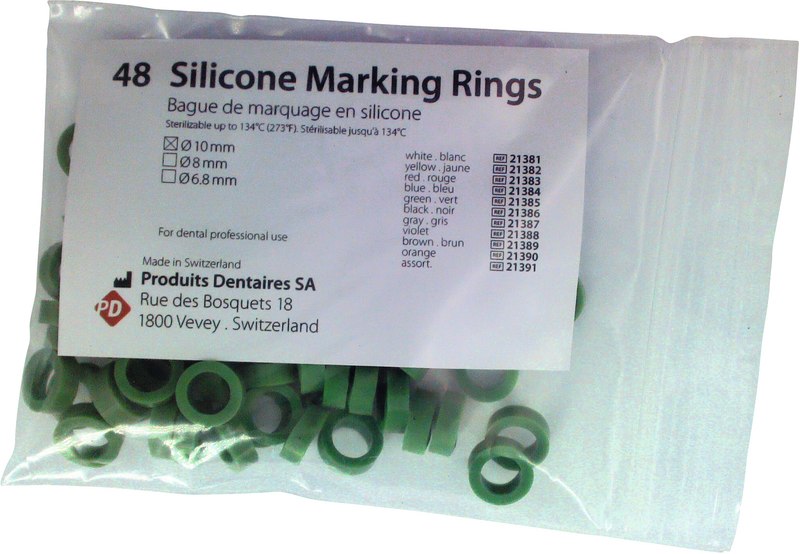 48 Silicone Marking Rings
Bague de marquage en silicone
Sterilizable up to 134°C (273°F). Stérilisable jusqu'à 134°C
☒ Ø 10 mm
☐ Ø 8 mm
☐ Ø 6.8 mm
white . blanc REF 21381
yellow . jaune REF 21382
red . rouge REF 21383
blue . bleu REF 21384
green . vert REF 21385
black . noir REF 21386
gray . gris REF 21387
violet REF 21388
brown . brun REF 21389
orange REF 21390
assort. REF 21391
For dental professional use
Made in Switzerland
Produits Dentaires SA
PD Rue des Bosquets 18
1800 Vevey . Switzerland